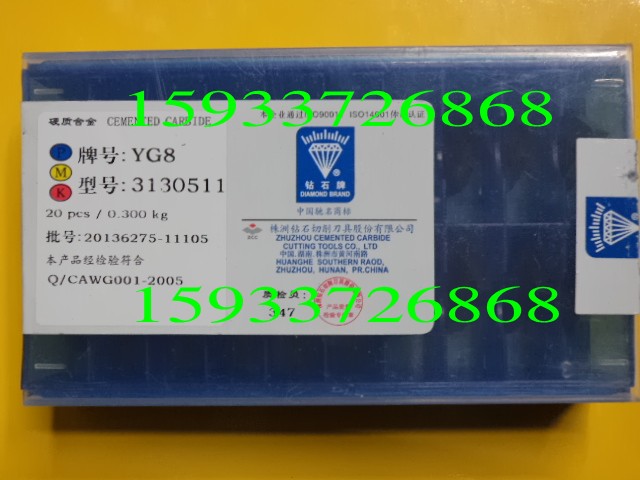 15933726868
硬质合金 CEMENTED CARBIDE
P
M
K
牌号: YG8
型号: 3130511
20 pcs / 0.300 kg
批号: 20136275-11105
本产品经检验符合
Q/CAWG001-2005
钻石牌
DIAMOND BRAND
中国驰名商标
ZCC
株洲钻石切削刀具股份有限公司
ZHUZHOU CEMENTED CARBIDE
CUTTING TOOLS CO., LTD
中国.湖南.株洲市黄河南路
HUANGHE SOUTHERN RAOD,
ZHUZHOU, HUNAN, PR.CHINA
质检员:
347
15933726868